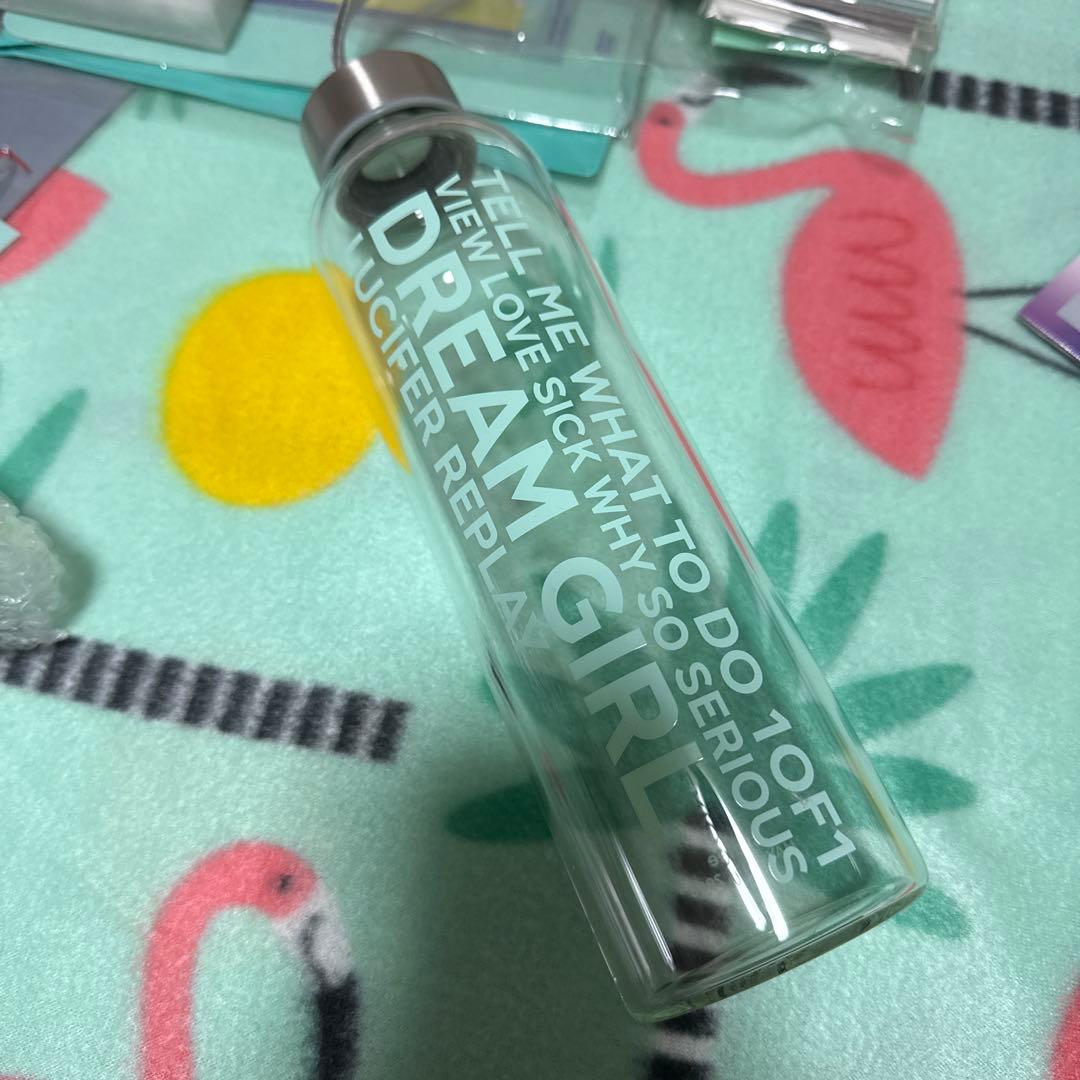 TELL ME WHAT TO DO 1OF1
VIEW LOVE SICK WHY SO SERIOUS
DREAM GIRL
LUCIFER REPLAY